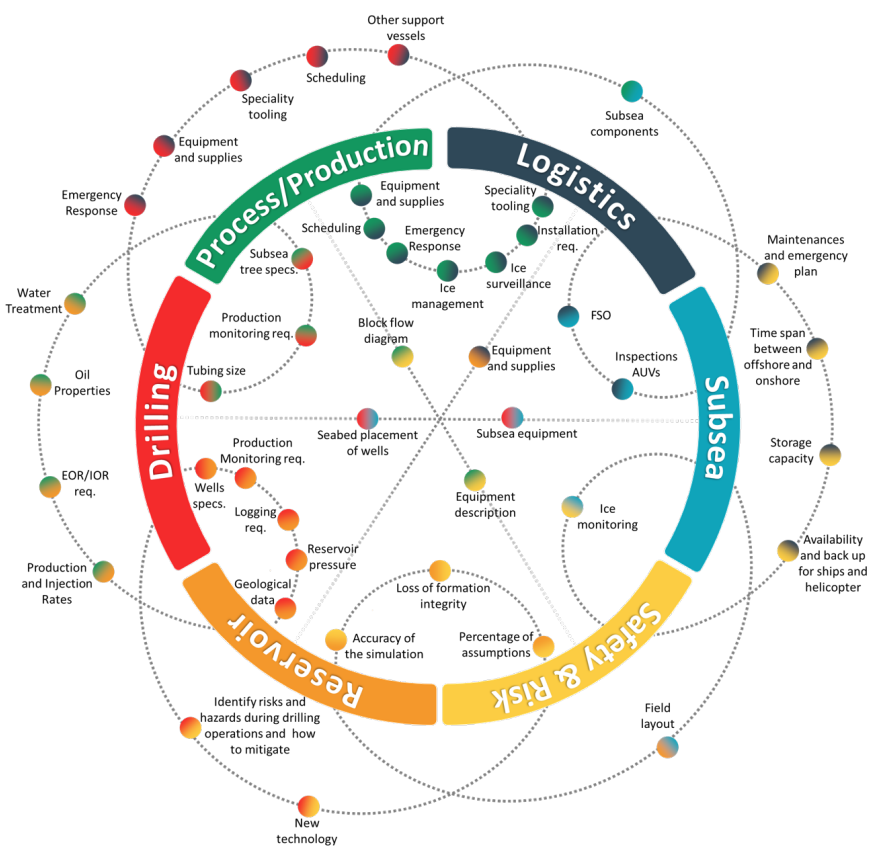 Other support
vessels
Scheduling
Speciality
tooling
Subsea
components
Equipment
and supplies
Emergency
Response
Process/Production
Logistics
Equipment
and supplies
Speciality
tooling
Scheduling
Emergency
Response
Installation
req.
Ice
management
Ice
surveillance
Subsea
tree specs.
Maintenances
and emergency
plan
Water
Treatment
Production
monitoring req.
Block flow
diagram
FSO
Equipment
and supplies
Inspections
AUVs
Time span
between
offshore and
onshore
Oil
Properties
Tubing size
Drilling
Subsea
Seabed placement
of wells
Subsea equipment
Production
Monitoring req.
Wells
specs.
Storage
capacity
EOR/IOR
req.
Logging
req.
Equipment
description
Ice
monitoring
Reservoir
pressure
Availability
and back up
for ships and
helicopter
Production
and Injection
Rates
Geological
data
Loss of formation
integrity
Accuracy of
the simulation
Percentage of
assumptions
Reservoir
Safety & Risk
Identify risks and
hazards during drilling
operations and how
to mitigate
Field
layout
New
technology